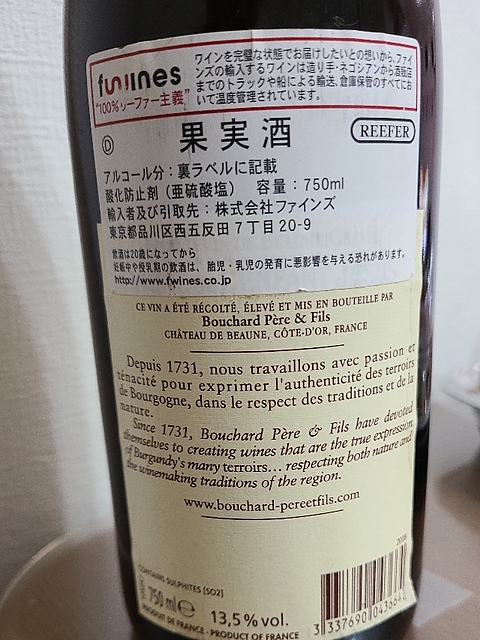 fwines
"100%リーファー主義"
ワインを完璧な状態でお届けしたいとの想いから、ファイ
ンズの輸入するワインは造り手・ネゴシアンから酒販店
までのトラックや船による輸送、倉庫保管のすべてにお
いて温度管理されています。
Ⓓ
果実酒
REEFER
アルコール分：裏ラベルに記載
酸化防止剤（亜硫酸塩） 容量：750ml
輸入者及び引取先：株式会社ファインズ
東京都品川区西五反田7丁目20-9
飲酒は20歳になってから
妊娠中や授乳期の飲酒は、胎児・乳児の発育に悪影響を与える恐れがあります。
http://www.fwines.co.jp
CE VIN A ÉTÉ RÉCOLTÉ, ÉLEVÉ ET MIS EN BOUTEILLE PAR
Bouchard Père & Fils
CHÂTEAU DE BEAUNE, CÔTE-D'OR, FRANCE
Depuis 1731, nous travaillons avec passion et
ténacité pour exprimer l'authenticité des terroirs
de Bourgogne, dans le respect des traditions et de la
nature.
Since 1731, Bouchard Père & Fils have devoted
themselves to creating wines that are the true expression
of Burgundy's many terroirs... respecting both nature and
the winemaking traditions of the region.
www.bouchard-pereetfils.com
CONTAINS SULPHITES [SO2]
750 ml ℮
13,5 % vol.
PRODUIT DE FRANCE - PRODUCT OF FRANCE